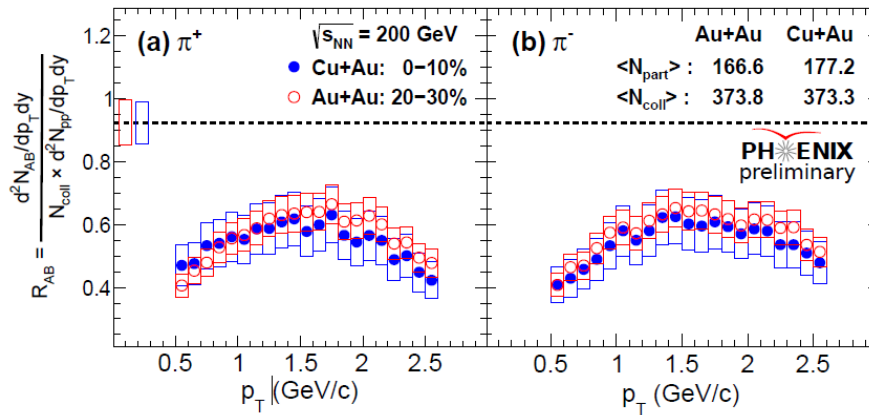 R_AB = d²N_AB/dp_T dy
N_coll × d²N_pp/dp_T dy
1.2
1
0.8
0.6
0.4
(a) π⁺
√s_NN = 200 GeV
Cu+Au: 0−10%
Au+Au: 20−30%
(b) π⁻
Au+Au Cu+Au
<N_part> : 166.6 177.2
<N_coll> : 373.8 373.3
PHENIX
preliminary
0.5 1 1.5 2 2.5
0.5 1 1.5 2 2.5
p_T |(GeV/c)
p_T (GeV/c)